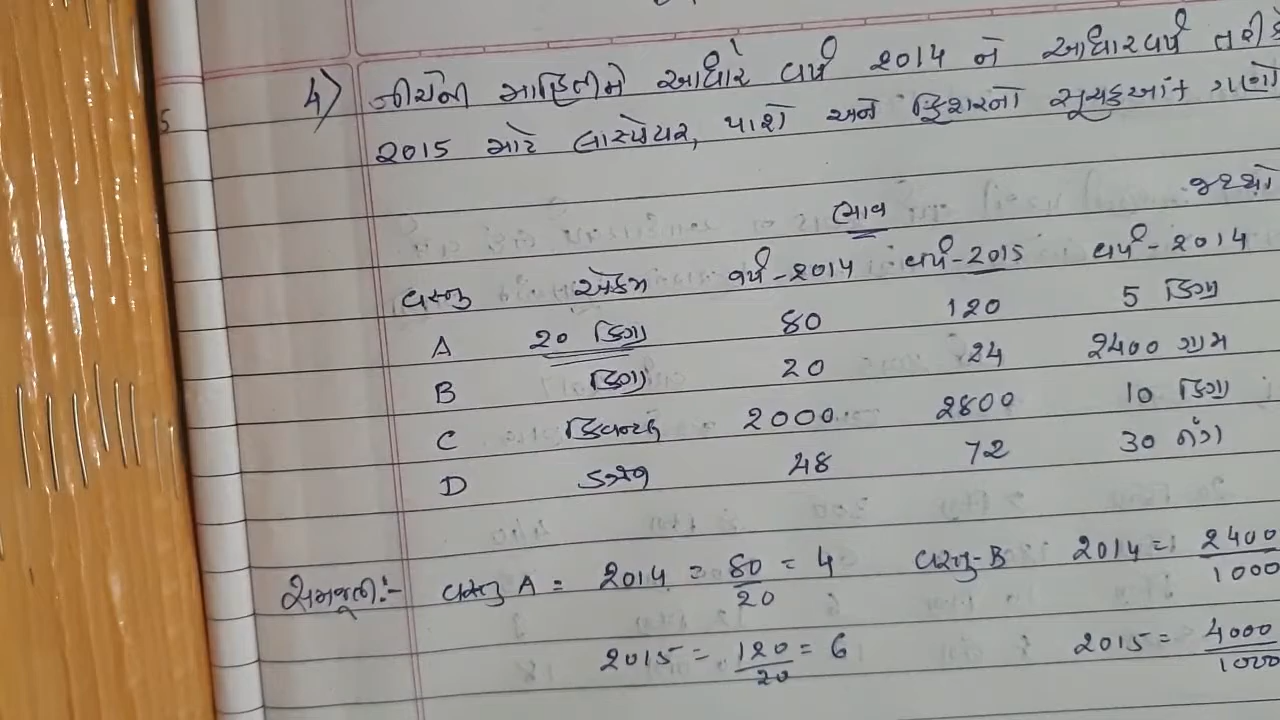 4) નીચેની માહિતીને આધારે વર્ષ 2014 ને આધારવર્ષ તરીકે
2015 માટે લાસ્પેયર, પાશે અને ફિશરનો સૂચકઆંક ગણો
ભાવ જથ્થો
વસ્તુ એકમ વર્ષ-2014 વર્ષ-2015 વર્ષ-2014
A 20 કિગ્રા 80 120 5 કિગ્રા
B કિગ્રા 20 24 2400 ગ્રામ
C ક્વિન્ટલ 2000 2800 10 કિગ્રા
D ડઝન 48 72 30 નંગ
સમજૂતી:- વસ્તુ A = 2014 = 80/20 = 4 વસ્તુ-B 2014 = 2400/1000
2015 = 120/20 = 6 2015 = 4000/1000